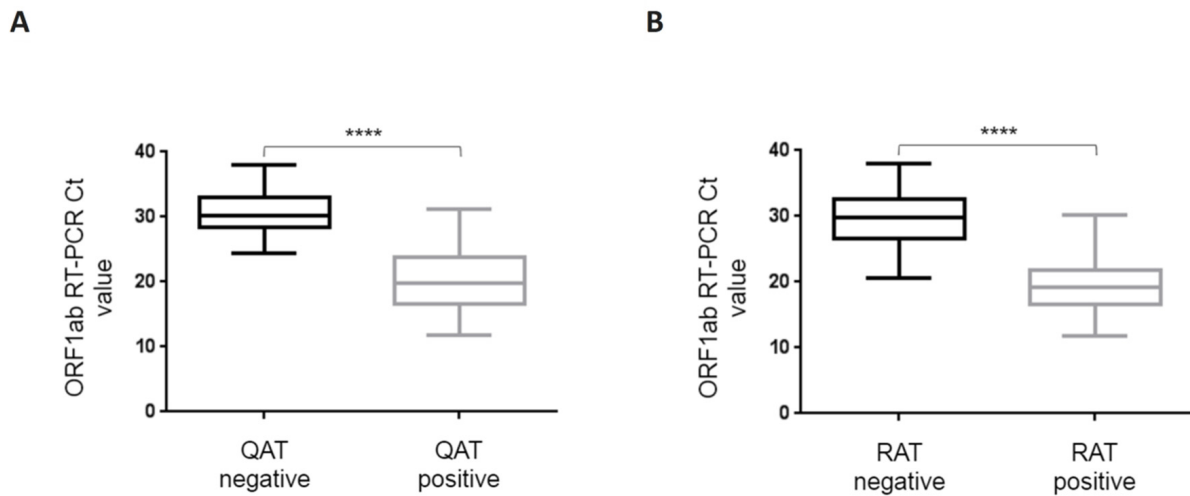 A
B
****
40
30
20
10
0
ORF1ab RT-PCR Ct
value
QAT
negative
QAT
positive
****
40
30
20
10
0
ORF1ab RT-PCR Ct
value
RAT
negative
RAT
positive